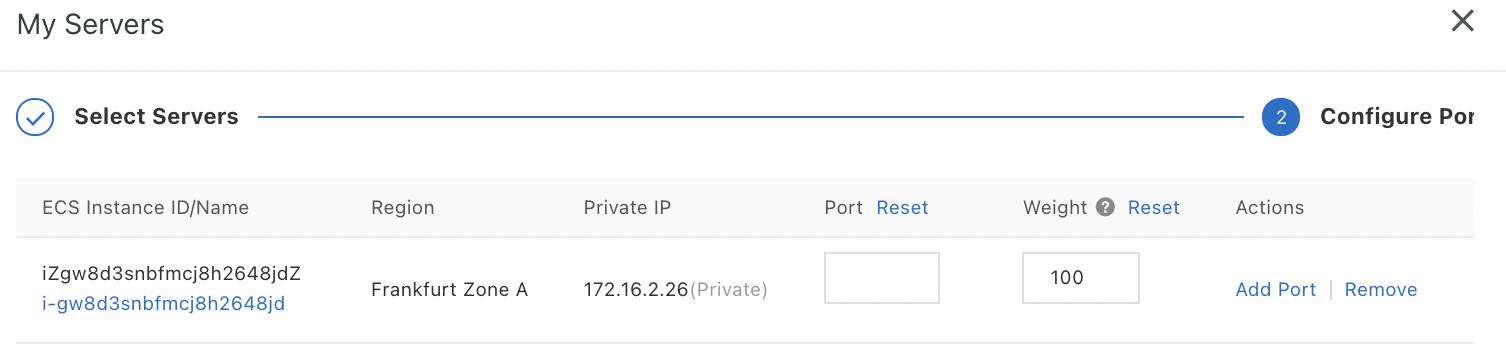 My Servers
Select Servers 2 Configure Por
ECS Instance ID/Name Region Private IP Port Reset Weight ? Reset Actions
iZgw8d3snbfmcj8h2648jdZ
i-gw8d3snbfmcj8h2648jd Frankfurt Zone A 172.16.2.26(Private) 100 Add Port | Remove